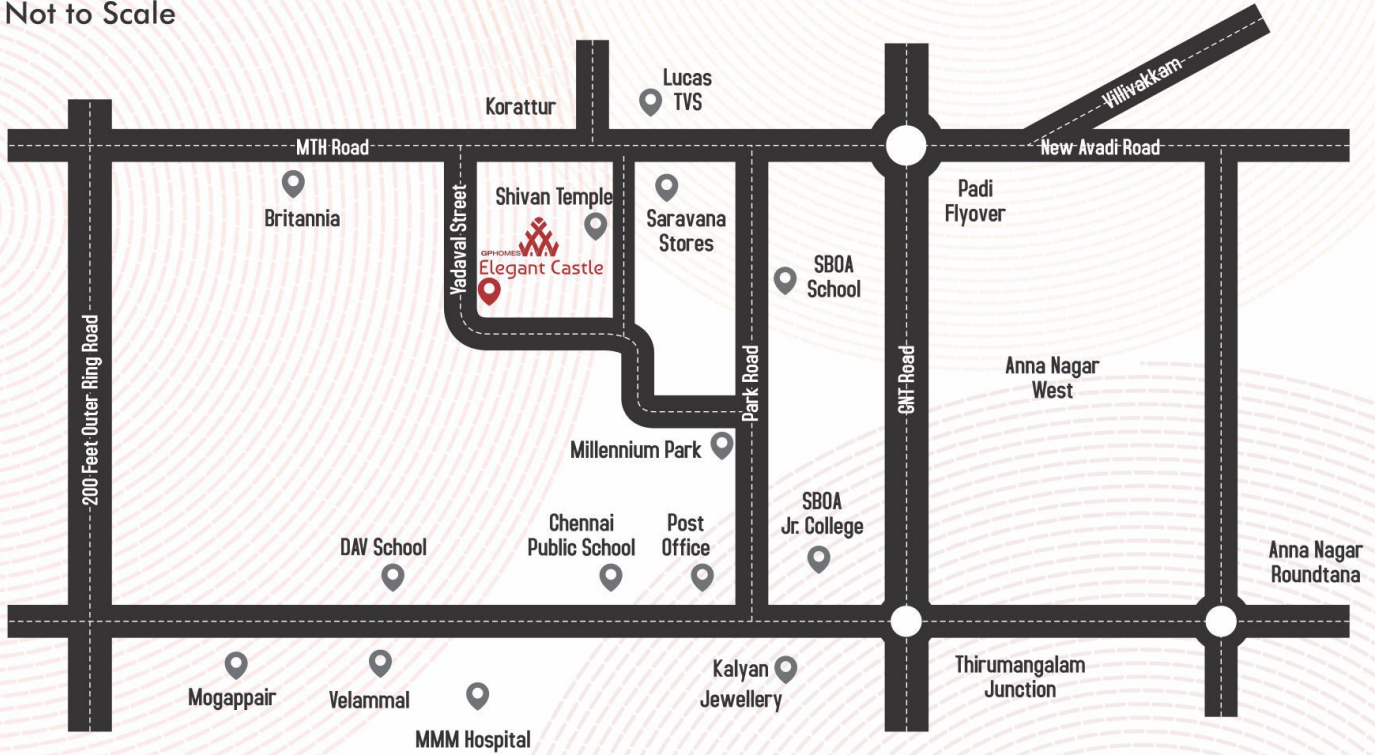 Not to Scale
Korattur
Lucas
TVS
Villivakkam
MTH Road
New Avadi Road
Britannia
Yadaval Street
Shivan Temple
GPHOMES
Elegant Castle
Saravana
Stores
Padi
Flyover
SBOA
School
200 Feet Outer Ring Road
Park Road
GNT Road
Anna Nagar
West
Millennium Park
DAV School
Chennai
Public School
Post
Office
SBOA
Jr. College
Anna Nagar
Roundtana
Mogappair
Velammal
MMM Hospital
Kalyan
Jewellery
Thirumangalam
Junction